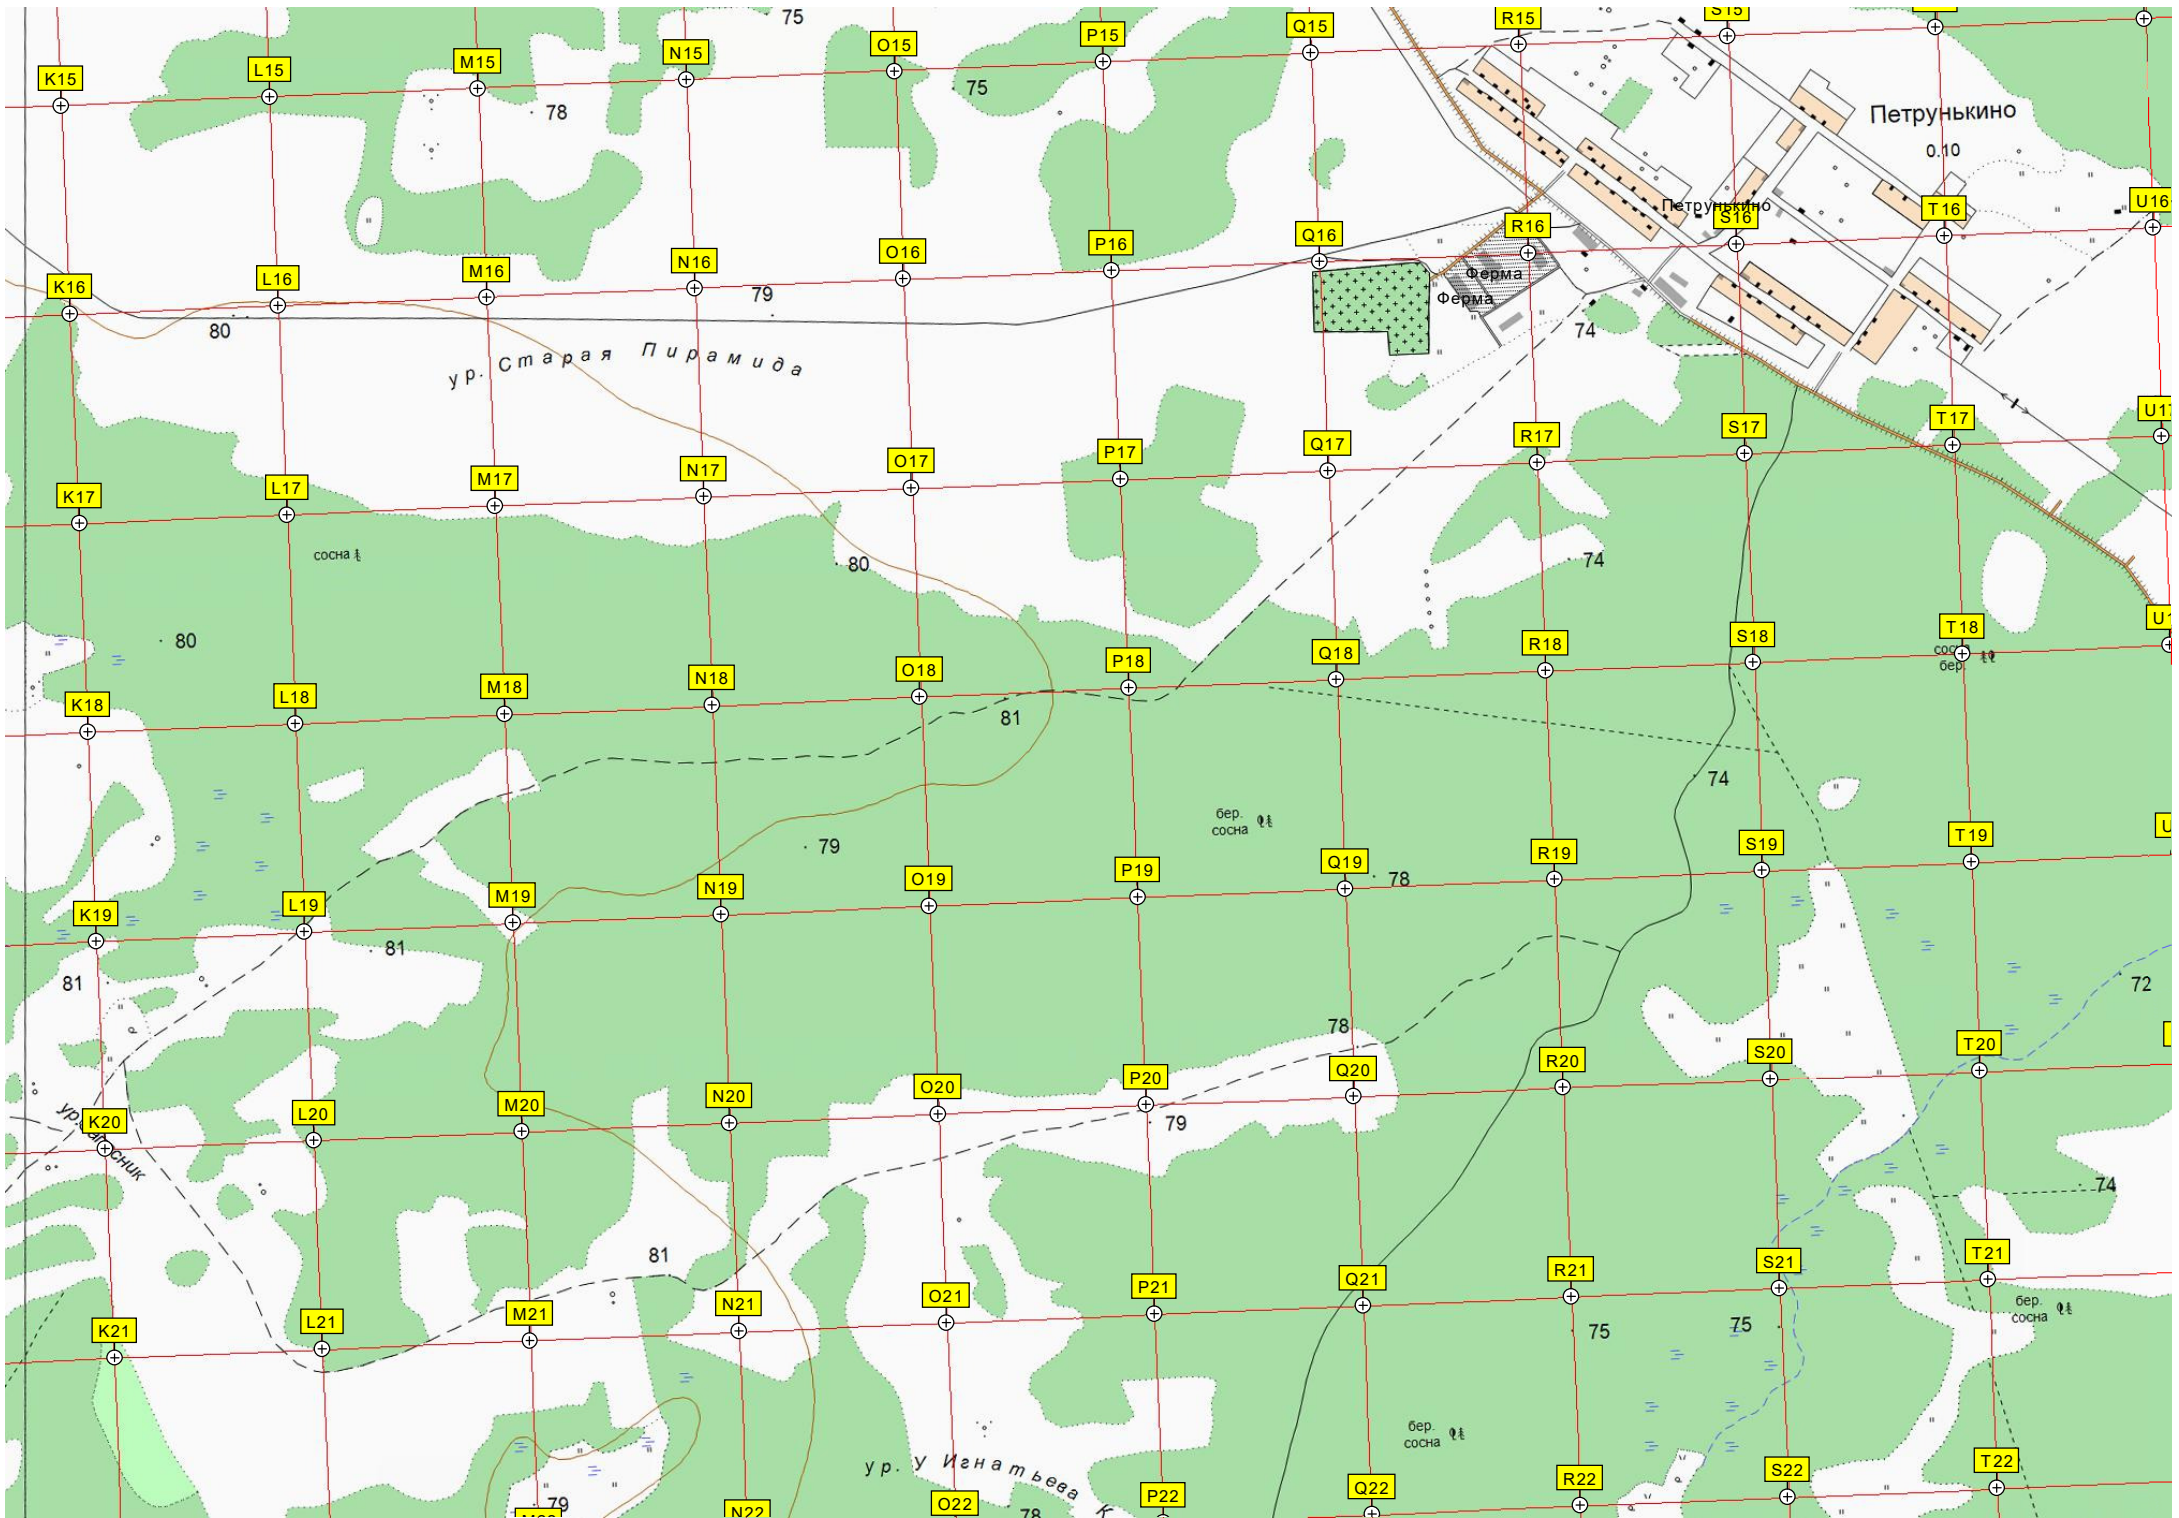 75
K15
L15
M15
N15
O15
P15
Q15
R15
S15
78
75
Петрунькино
0.10
Петрунькино
K16
L16
M16
N16
O16
P16
Q16
R16
S16
T16
U16
Ферма
Ферма
80
79
74
ур. Старая Пирамида
K17
L17
M17
N17
O17
P17
Q17
R17
S17
T17
U17
сосна
80
74
80
K18
L18
M18
N18
O18
P18
Q18
R18
S18
T18
бер.
81
74
бер.
сосна
79
78
K19
L19
M19
N19
O19
P19
Q19
R19
S19
T19
81
81
72
78
K20
L20
M20
N20
O20
P20
Q20
R20
S20
T20
79
74
81
K21
L21
M21
N21
O21
P21
Q21
R21
S21
T21
бер.
сосна
75
75
бер.
сосна
ур. У Игнатьева К
79
78
N22
O22
P22
Q22
R22
S22
T22